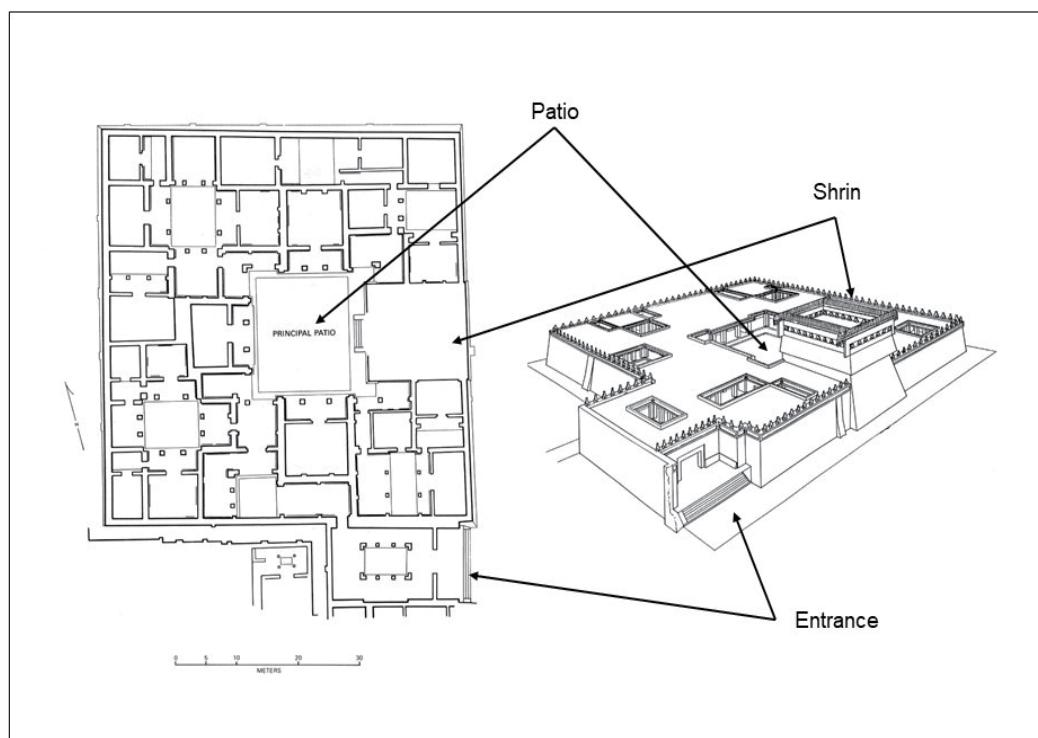 Patio
Shrin
PRINCIPAL PATIO
Entrance
0 5 10 20 30
METERS